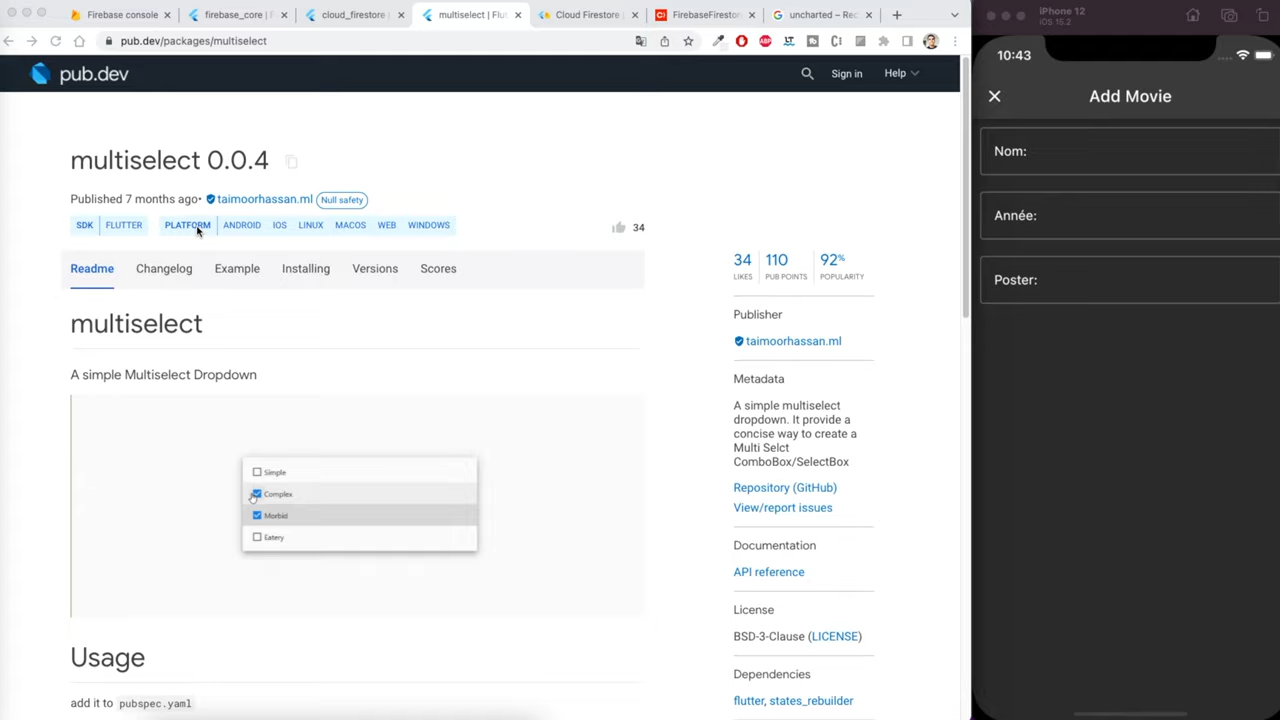 Firebase console
firebase_core | F
cloud_firestore
multiselect | Flut
Cloud Firestore |
FirebaseFirestor
uncharted – Rec
pub.dev/packages/multiselect
pub.dev
Sign in
Help
multiselect 0.0.4
Published 7 months ago•
taimoorhassan.ml
Null safety
SDK
FLUTTER
PLATFORM
ANDROID
IOS
LINUX
MACOS
WEB
WINDOWS
34
Readme
Changelog
Example
Installing
Versions
Scores
multiselect
A simple Multiselect Dropdown
Simple
Complex
Morbid
Eatery
Usage
add it to pubspec.yaml
34
LIKES
110
PUB POINTS
92%
POPULARITY
Publisher
taimoorhassan.ml
Metadata
A simple multiselect
dropdown. It provide a
concise way to create a
Multi Selct
ComboBox/SelectBox
Repository (GitHub)
View/report issues
Documentation
API reference
License
BSD-3-Clause (LICENSE)
Dependencies
flutter, states_rebuilder
iPhone 12
iOS 15.2
10:43
Add Movie
Nom:
Année:
Poster: